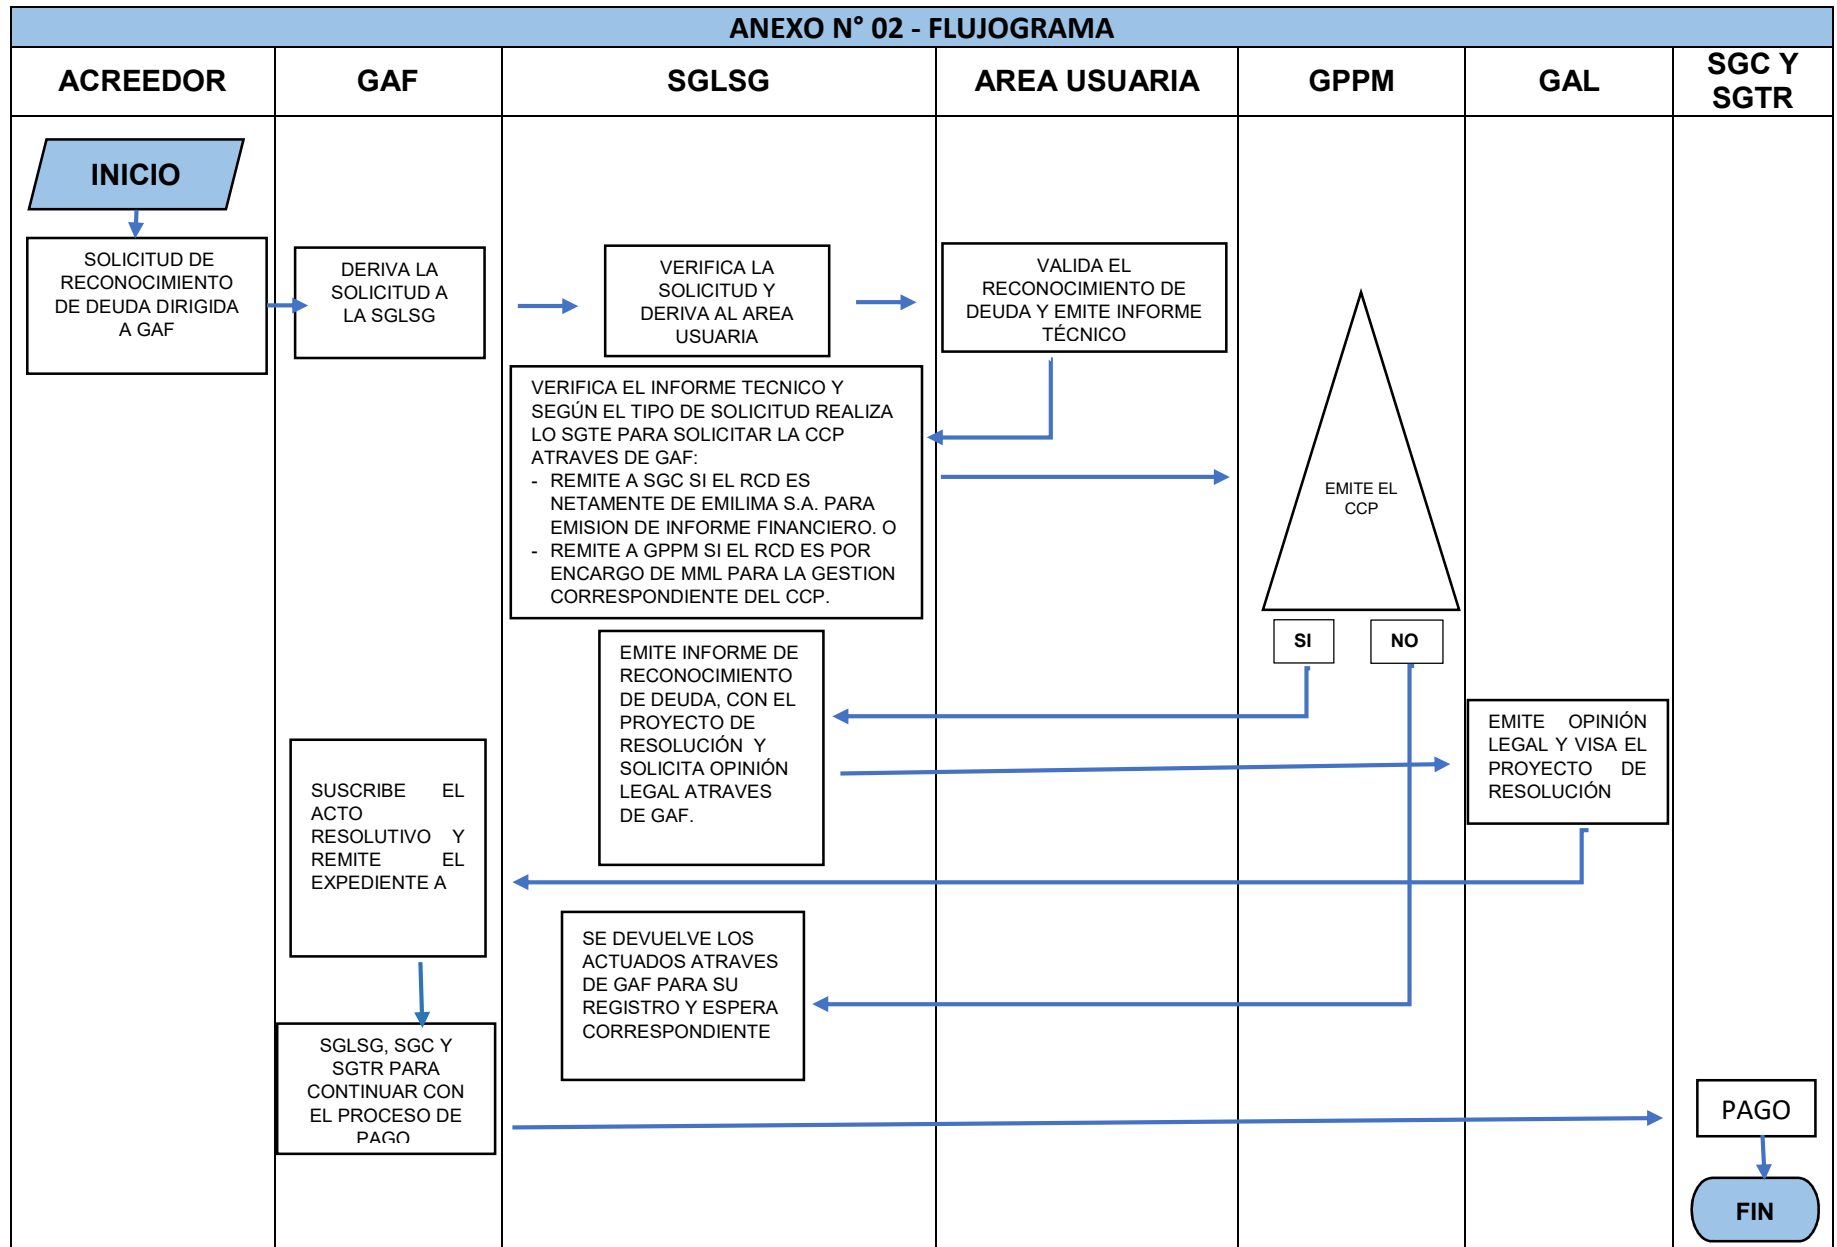 ANEXO N° 02 - FLUJOGRAMA
ACREEDOR
GAF
SGLSG
AREA USUARIA
GPPM
GAL
SGC Y
SGTR
INICIO
SOLICITUD DE
RECONOCIMIENTO
DE DEUDA DIRIGIDA
A GAF
DERIVA LA
SOLICITUD A
LA SGLSG
VERIFICA LA
SOLICITUD Y
DERIVA AL AREA
USUARIA
VALIDA EL
RECONOCIMIENTO DE
DEUDA Y EMITE INFORME
TÉCNICO
VERIFICA EL INFORME TECNICO Y
SEGÚN EL TIPO DE SOLICITUD REALIZA
LO SGTE PARA SOLICITAR LA CCP
ATRAVES DE GAF:
- REMITE A SGC SI EL RCD ES
NETAMENTE DE EMILIMA S.A. PARA
EMISION DE INFORME FINANCIERO. O
- REMITE A GPPM SI EL RCD ES POR
ENCARGO DE MML PARA LA GESTION
CORRESPONDIENTE DEL CCP.
EMITE EL
CCP
SI
NO
EMITE INFORME DE
RECONOCIMIENTO
DE DEUDA, CON EL
PROYECTO DE
RESOLUCIÓN Y
SOLICITA OPINIÓN
LEGAL ATRAVES
DE GAF.
EMITE OPINIÓN
LEGAL Y VISA EL
PROYECTO DE
RESOLUCIÓN
SUSCRIBE EL
ACTO
RESOLUTIVO Y
REMITE EL
EXPEDIENTE A
SE DEVUELVE LOS
ACTUADOS ATRAVES
DE GAF PARA SU
REGISTRO Y ESPERA
CORRESPONDIENTE
SGLSG, SGC Y
SGTR PARA
CONTINUAR CON
EL PROCESO DE
PAGO
PAGO
FIN